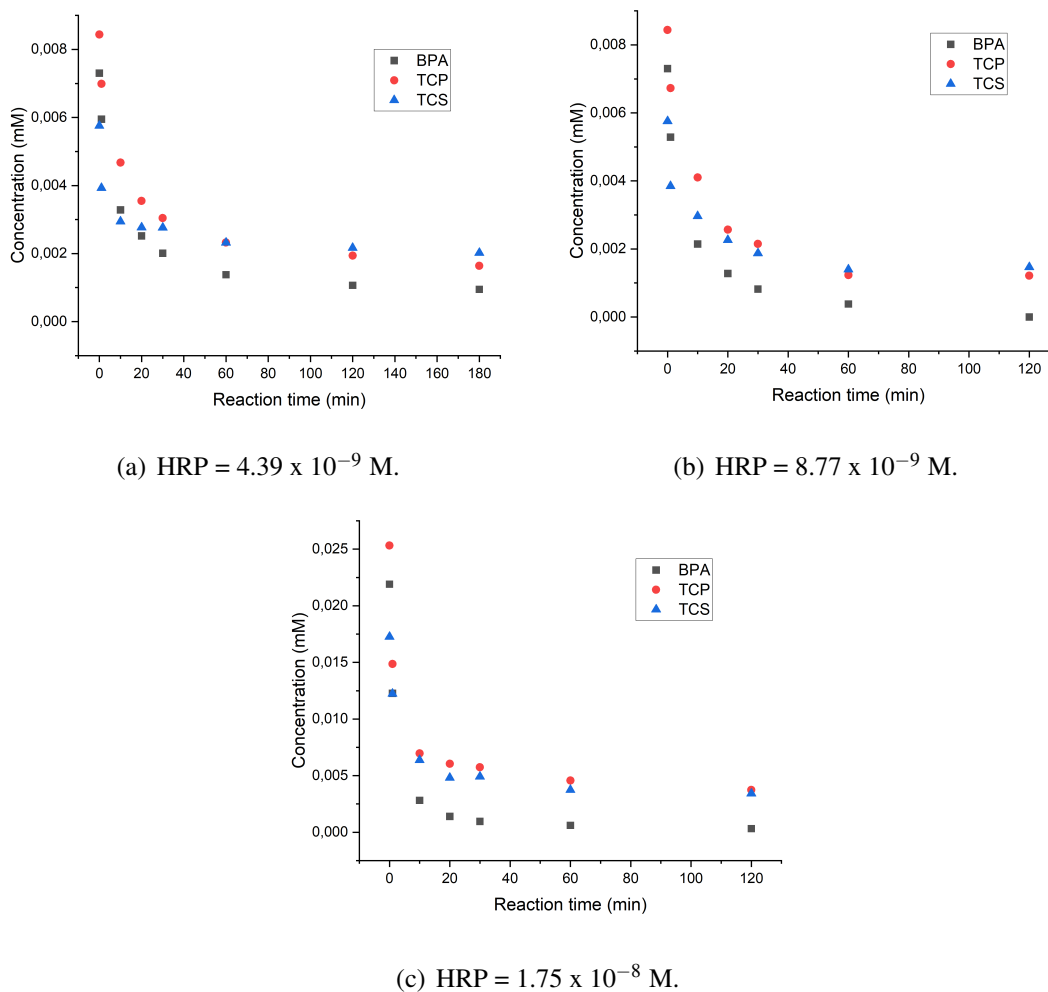 BPA
TCP
TCS
0,008
0,006
0,004
0,002
0,000
Concentration (mM)
0 20 40 60 80 100 120 140 160 180
Reaction time (min)
(a) HRP = 4.39 x 10⁻⁹ M.
BPA
TCP
TCS
0,008
0,006
0,004
0,002
0,000
Concentration (mM)
0 20 40 60 80 100 120
Reaction time (min)
(b) HRP = 8.77 x 10⁻⁹ M.
BPA
TCP
TCS
0,025
0,020
0,015
0,010
0,005
0,000
Concentration (mM)
0 20 40 60 80 100 120
Reaction time (min)
(c) HRP = 1.75 x 10⁻⁸ M.